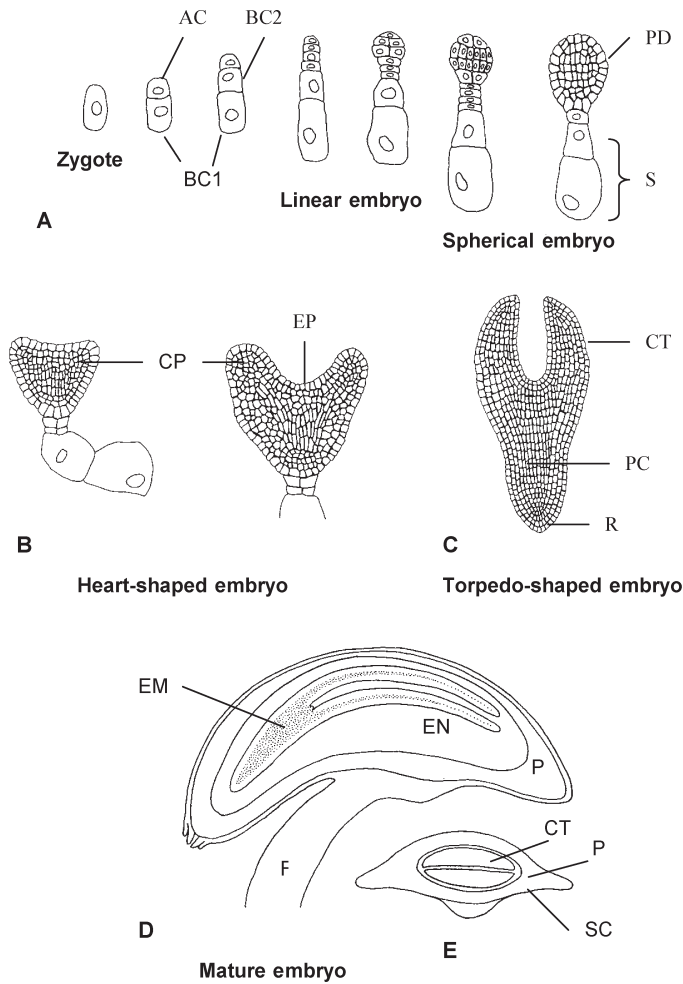 AC BC2 PD
Zygote
BC1
Linear embryo
S
A
Spherical embryo
EP
CP
CT
PC
R
B
C
Heart-shaped embryo
Torpedo-shaped embryo
EM
EN
P
CT
P
F
SC
D
E
Mature embryo